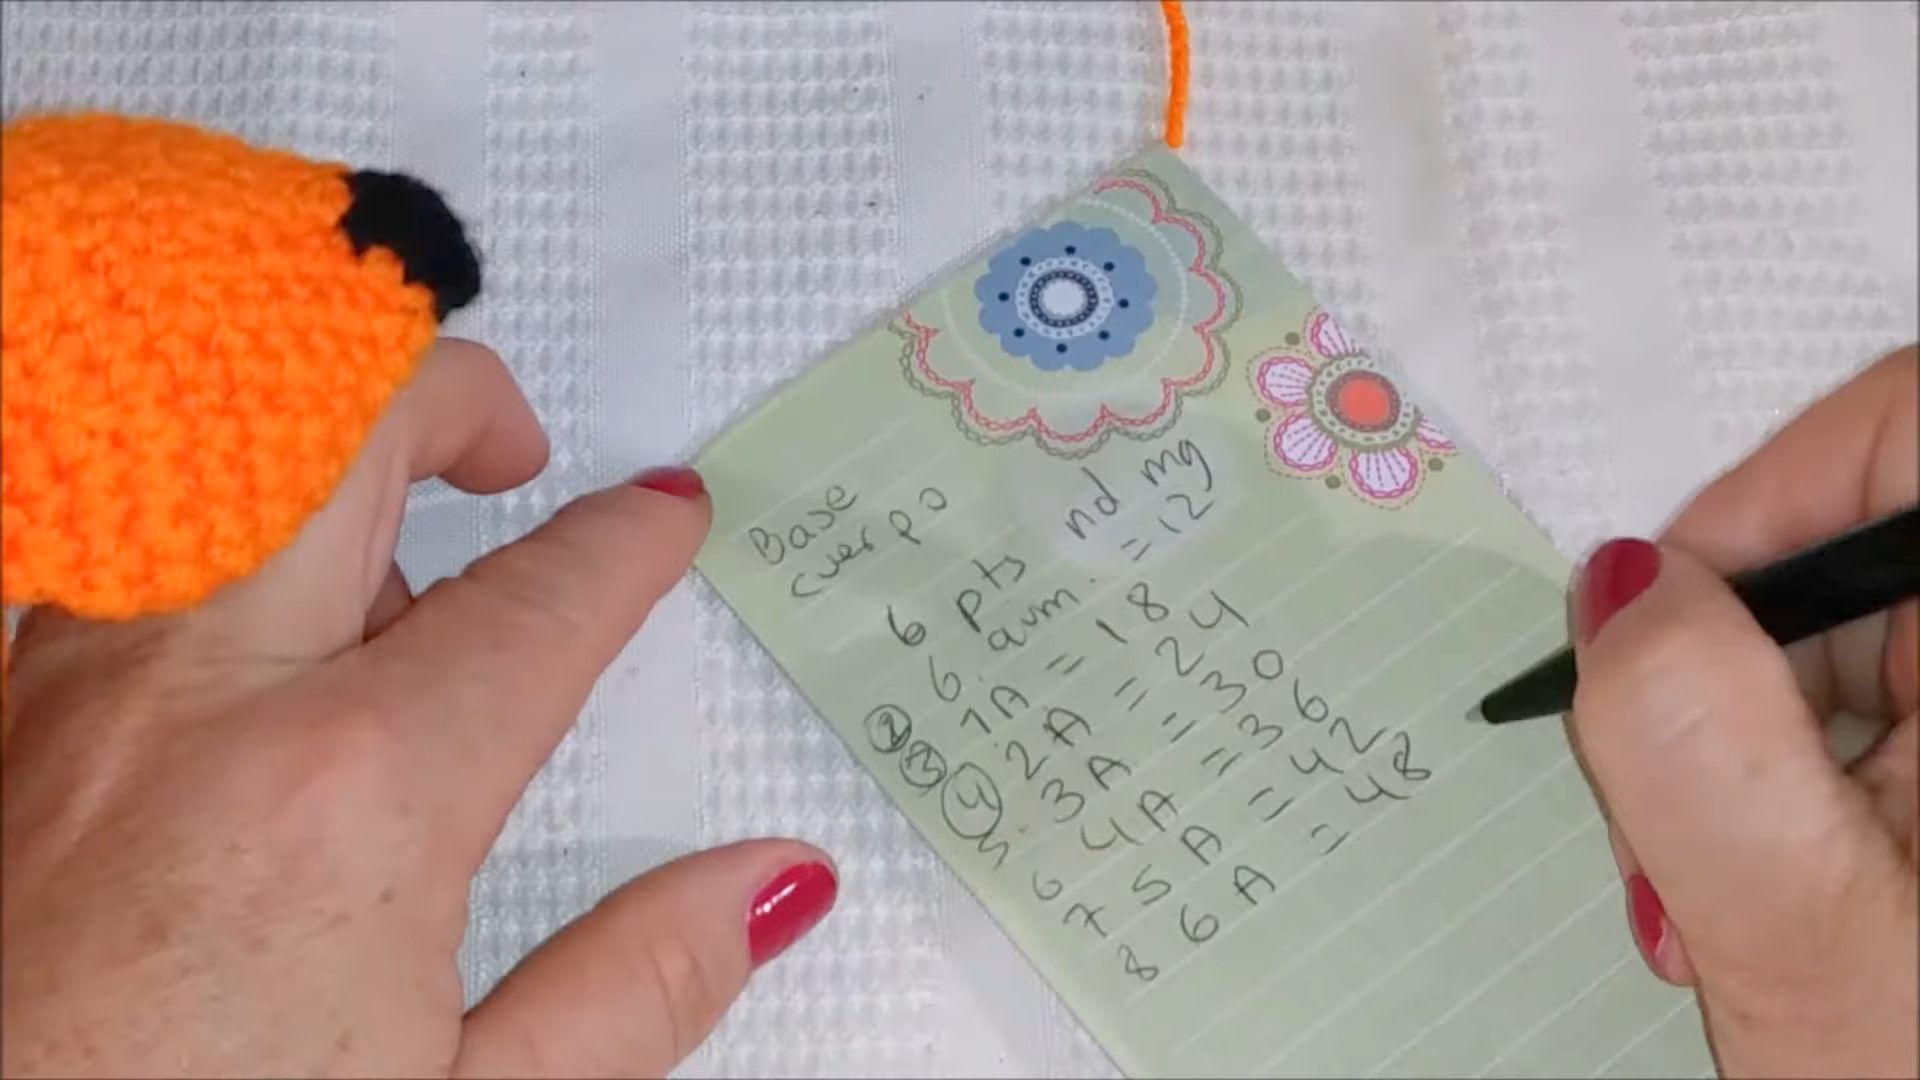 Base
cuerpo
6 pts nd mg
6 aum. = 12
2 1A = 18
3 2A = 24
4 3A = 30
5 4A = 36
6 5A = 42
7 6A = 48
8